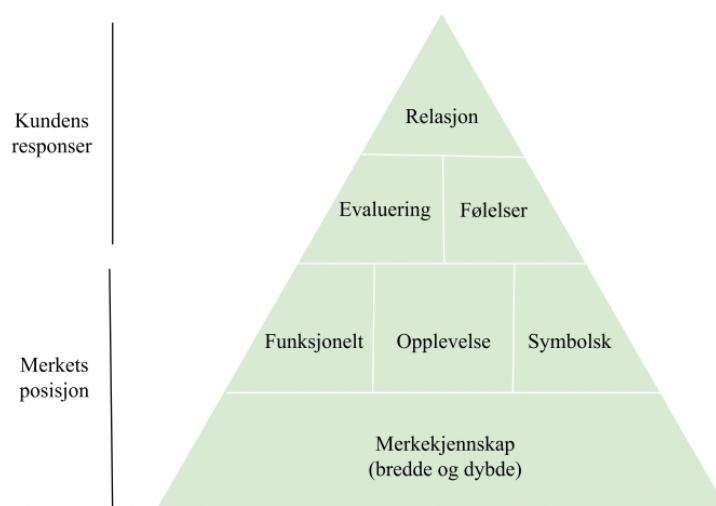 Kundens
responser
Relasjon
Evaluering
Følelser
Merkets
posisjon
Funksjonelt
Opplevelse
Symbolsk
Merkekjennskap
(bredde og dybde)